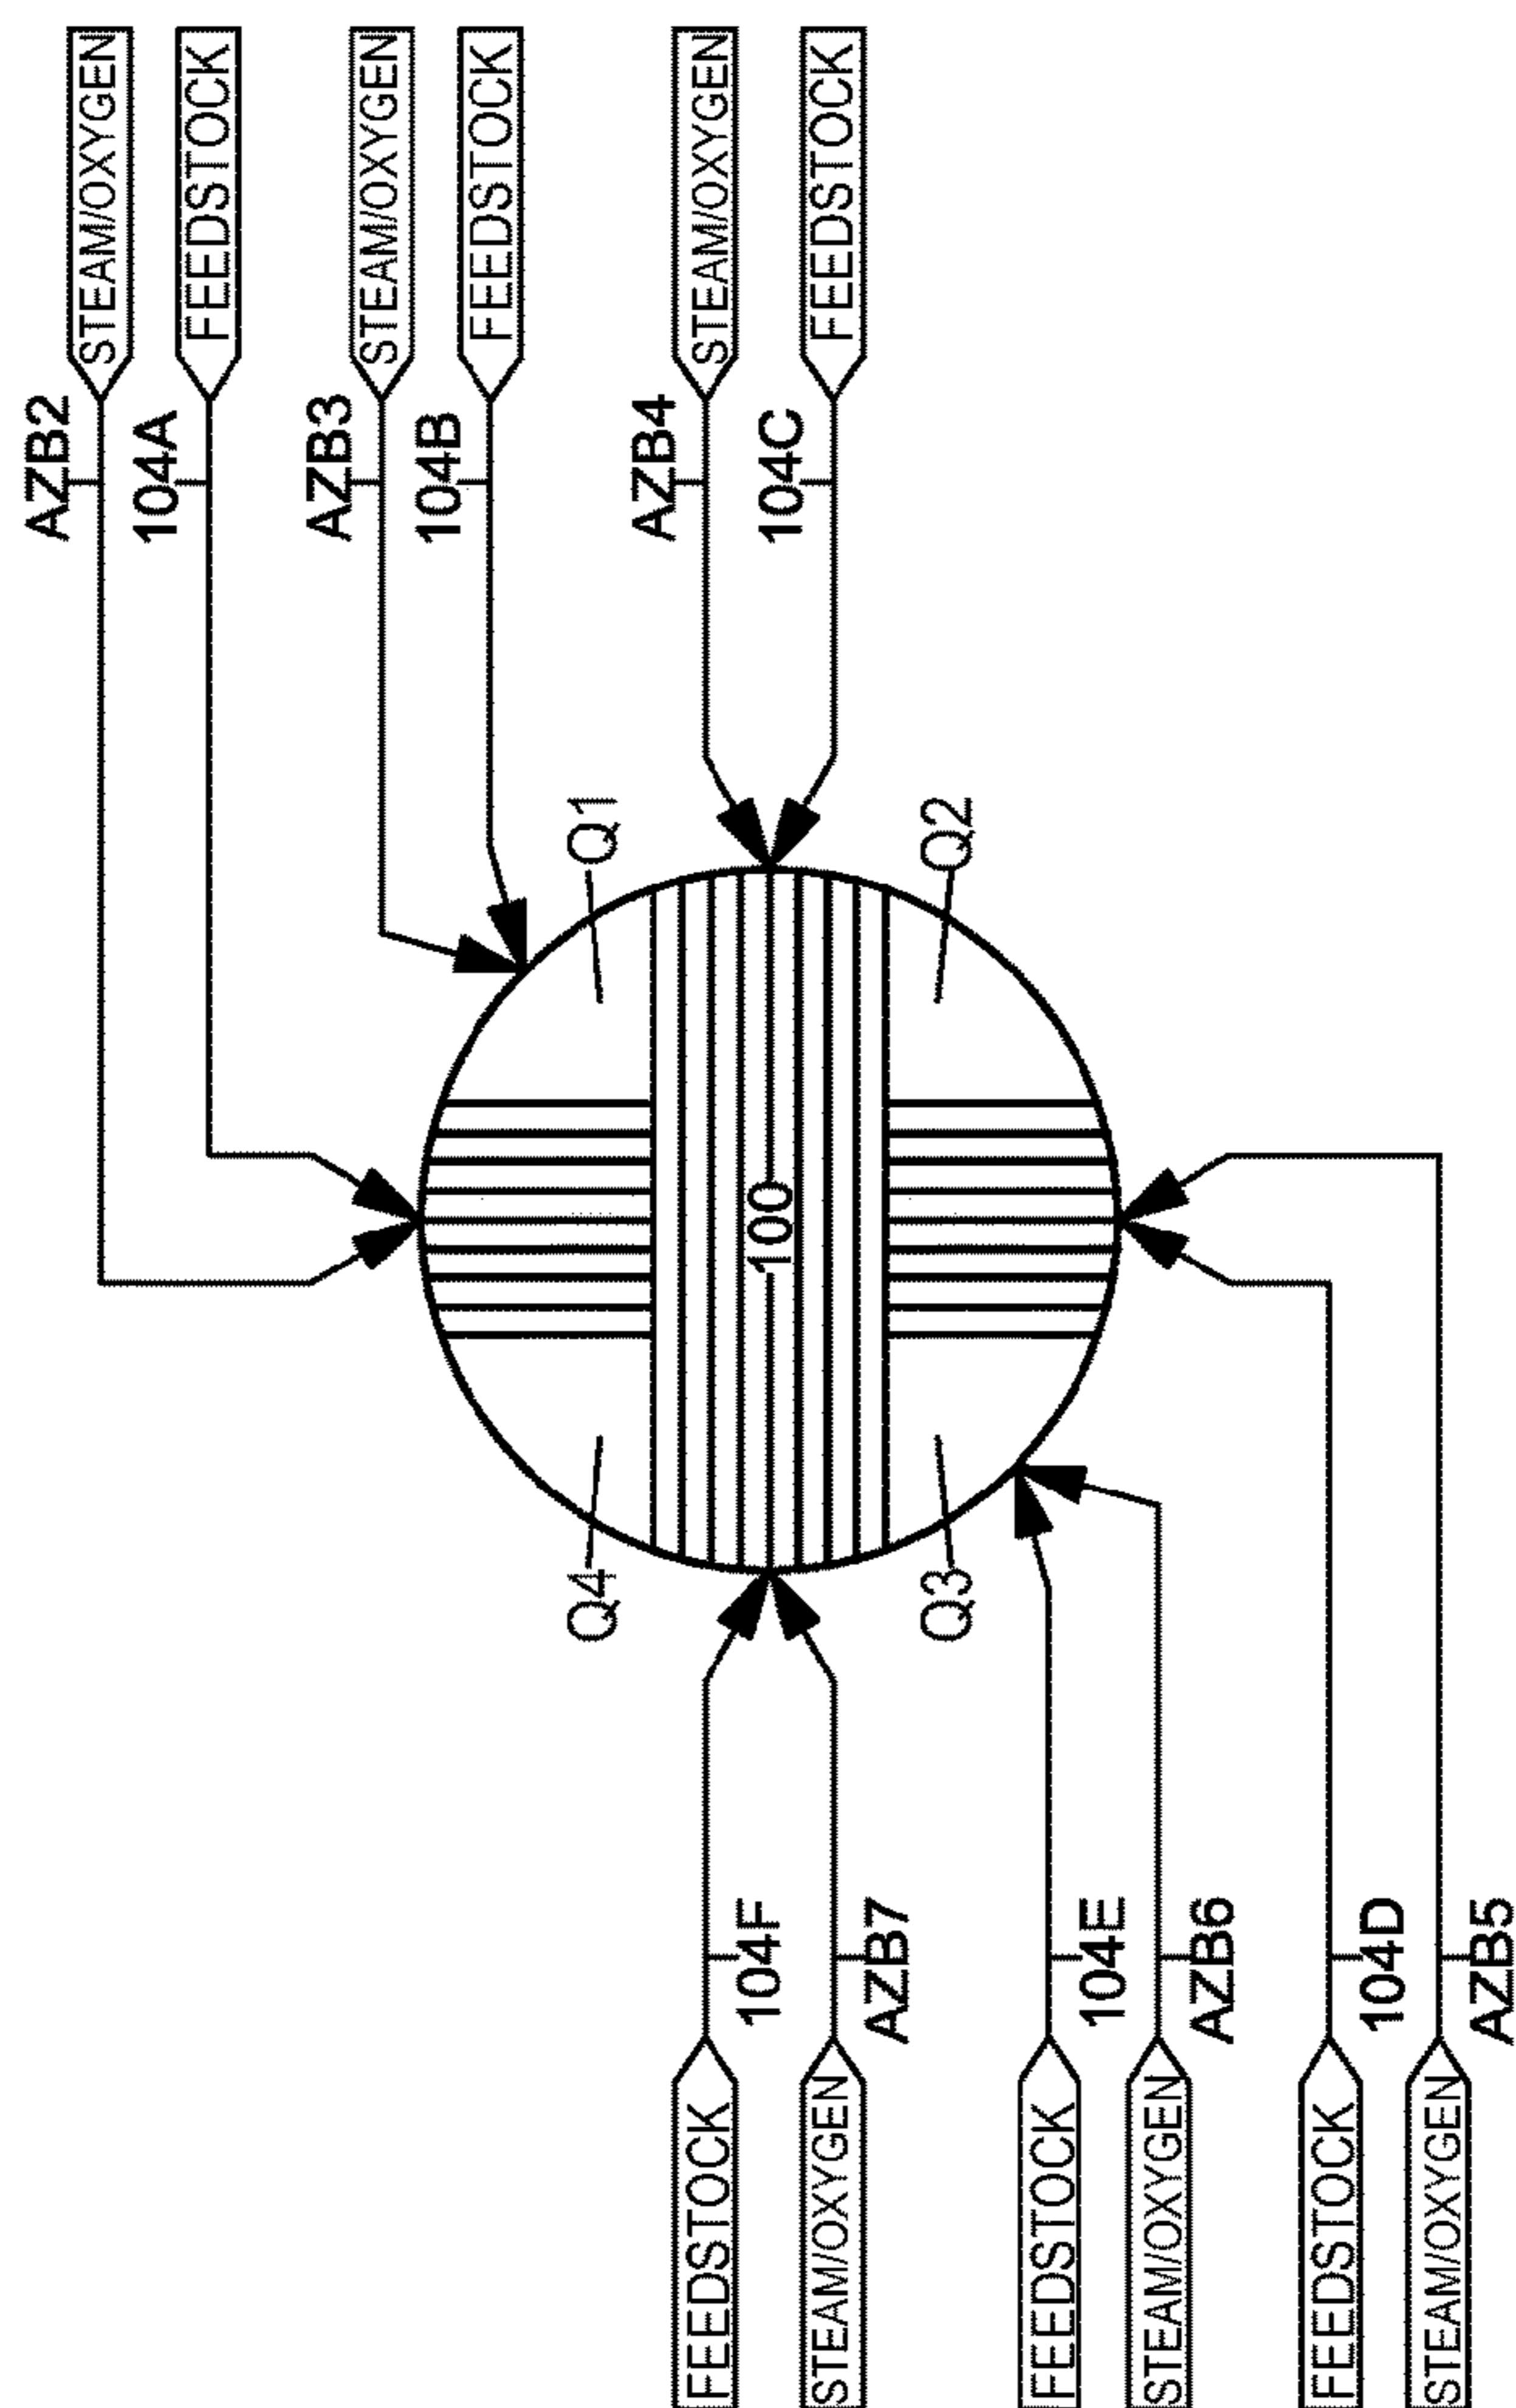 AZB2
STEAM/OXYGEN
104A
FEEDSTOCK
AZB3
STEAM/OXYGEN
104B
FEEDSTOCK
Q4
Q1
AZB4
FEEDSTOCK
STEAM/OXYGEN
104F
100
104C
STEAM/OXYGEN
FEEDSTOCK
AZB7
Q3
Q2
FEEDSTOCK
104E
STEAM/OXYGEN
AZB6
FEEDSTOCK
104D
STEAM/OXYGEN
AZB5